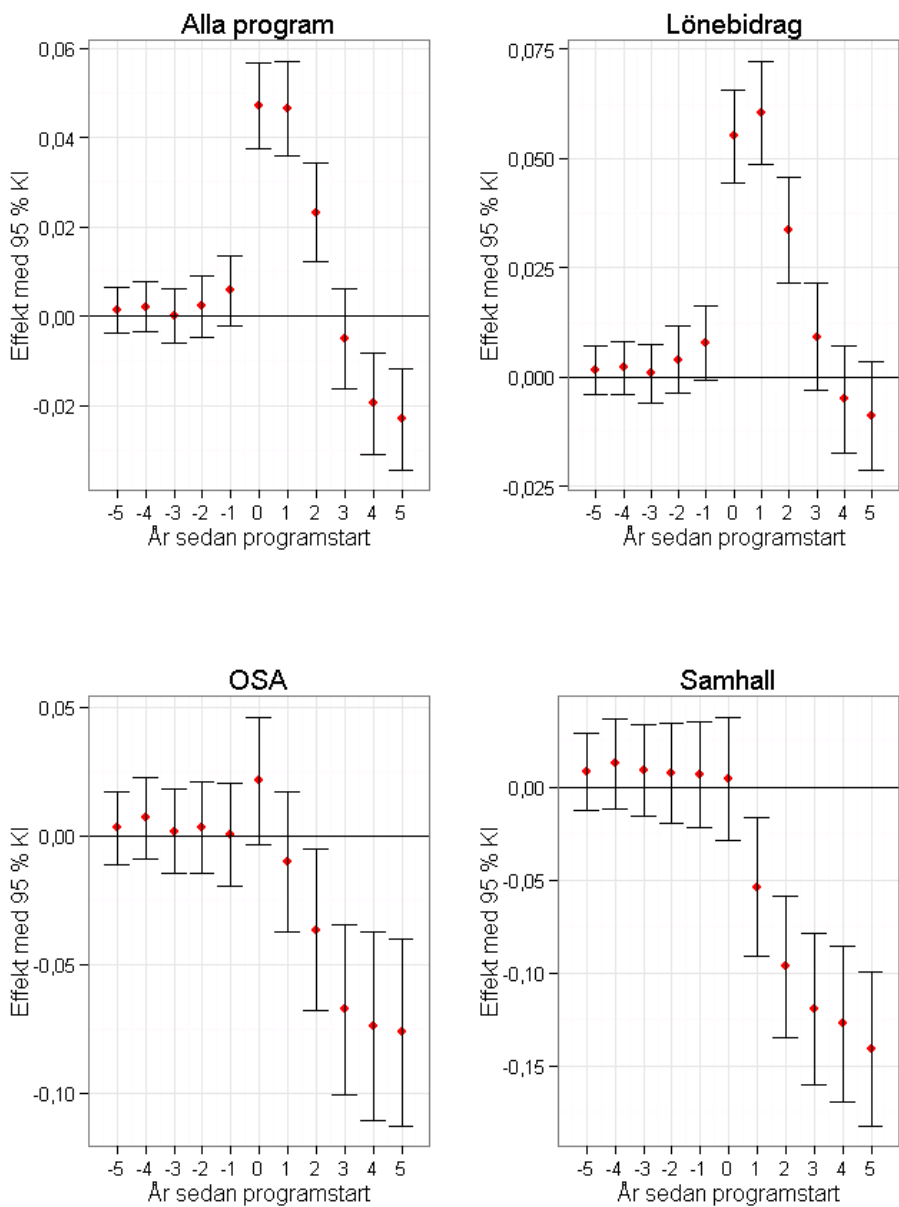 Alla program
Effekt med 95 % KI
0,06
0,04
0,02
0,00
-0,02
-5 -4 -3 -2 -1 0 1 2 3 4 5
År sedan programstart
Lönebidrag
Effekt med 95 % KI
0,075
0,050
0,025
0,000
-0,025
-5 -4 -3 -2 -1 0 1 2 3 4 5
År sedan programstart
OSA
Effekt med 95 % KI
0,05
0,00
-0,05
-0,10
-5 -4 -3 -2 -1 0 1 2 3 4 5
År sedan programstart
Samhall
Effekt med 95 % KI
0,00
-0,05
-0,10
-0,15
-5 -4 -3 -2 -1 0 1 2 3 4 5
År sedan programstart